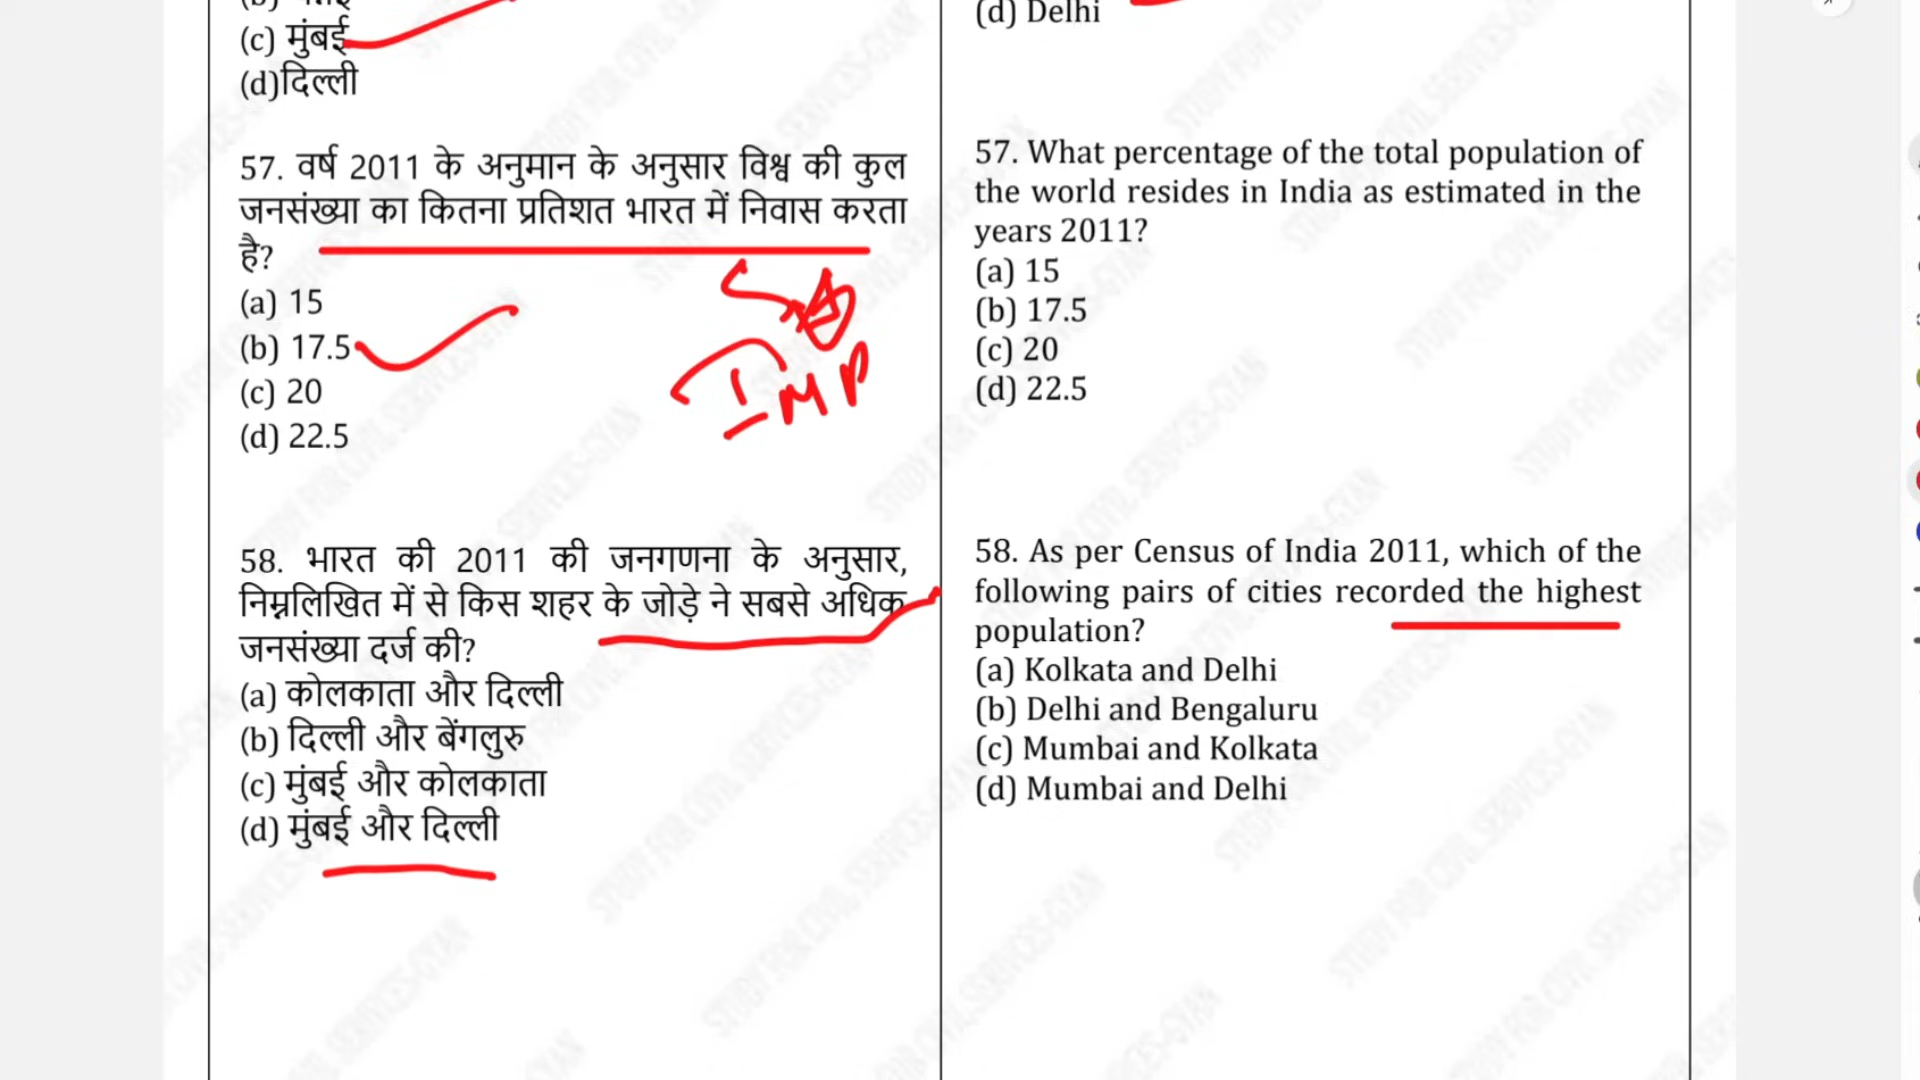 (c) मुंबई
(d)दिल्ली
57. वर्ष 2011 के अनुमान के अनुसार विश्व की कुल
जनसंख्या का कितना प्रतिशत भारत में निवास करता
है?
(a) 15
(b) 17.5
(c) 20
(d) 22.5
IMP
58. भारत की 2011 की जनगणना के अनुसार,
निम्नलिखित में से किस शहर के जोड़े ने सबसे अधिक
जनसंख्या दर्ज की?
(a) कोलकाता और दिल्ली
(b) दिल्ली और बेंगलुरु
(c) मुंबई और कोलकाता
(d) मुंबई और दिल्ली
(d) Delhi
57. What percentage of the total population of
the world resides in India as estimated in the
years 2011?
(a) 15
(b) 17.5
(c) 20
(d) 22.5
58. As per Census of India 2011, which of the
following pairs of cities recorded the highest
population?
(a) Kolkata and Delhi
(b) Delhi and Bengaluru
(c) Mumbai and Kolkata
(d) Mumbai and Delhi
STUDY FOR CIVIL SERVICES-GYAN